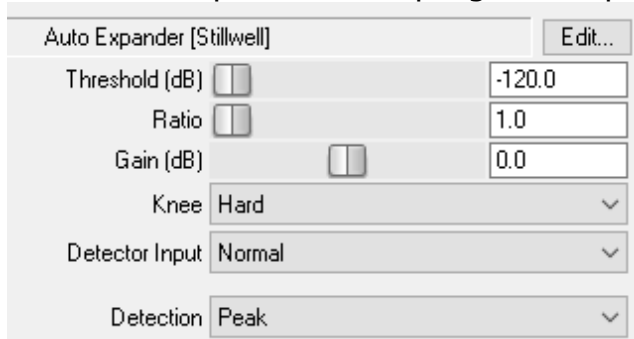 Auto Expander [Stillwell] Edit...
Threshold (dB) -120.0
Ratio 1.0
Gain (dB) 0.0
Knee Hard
Detector Input Normal
Detection Peak